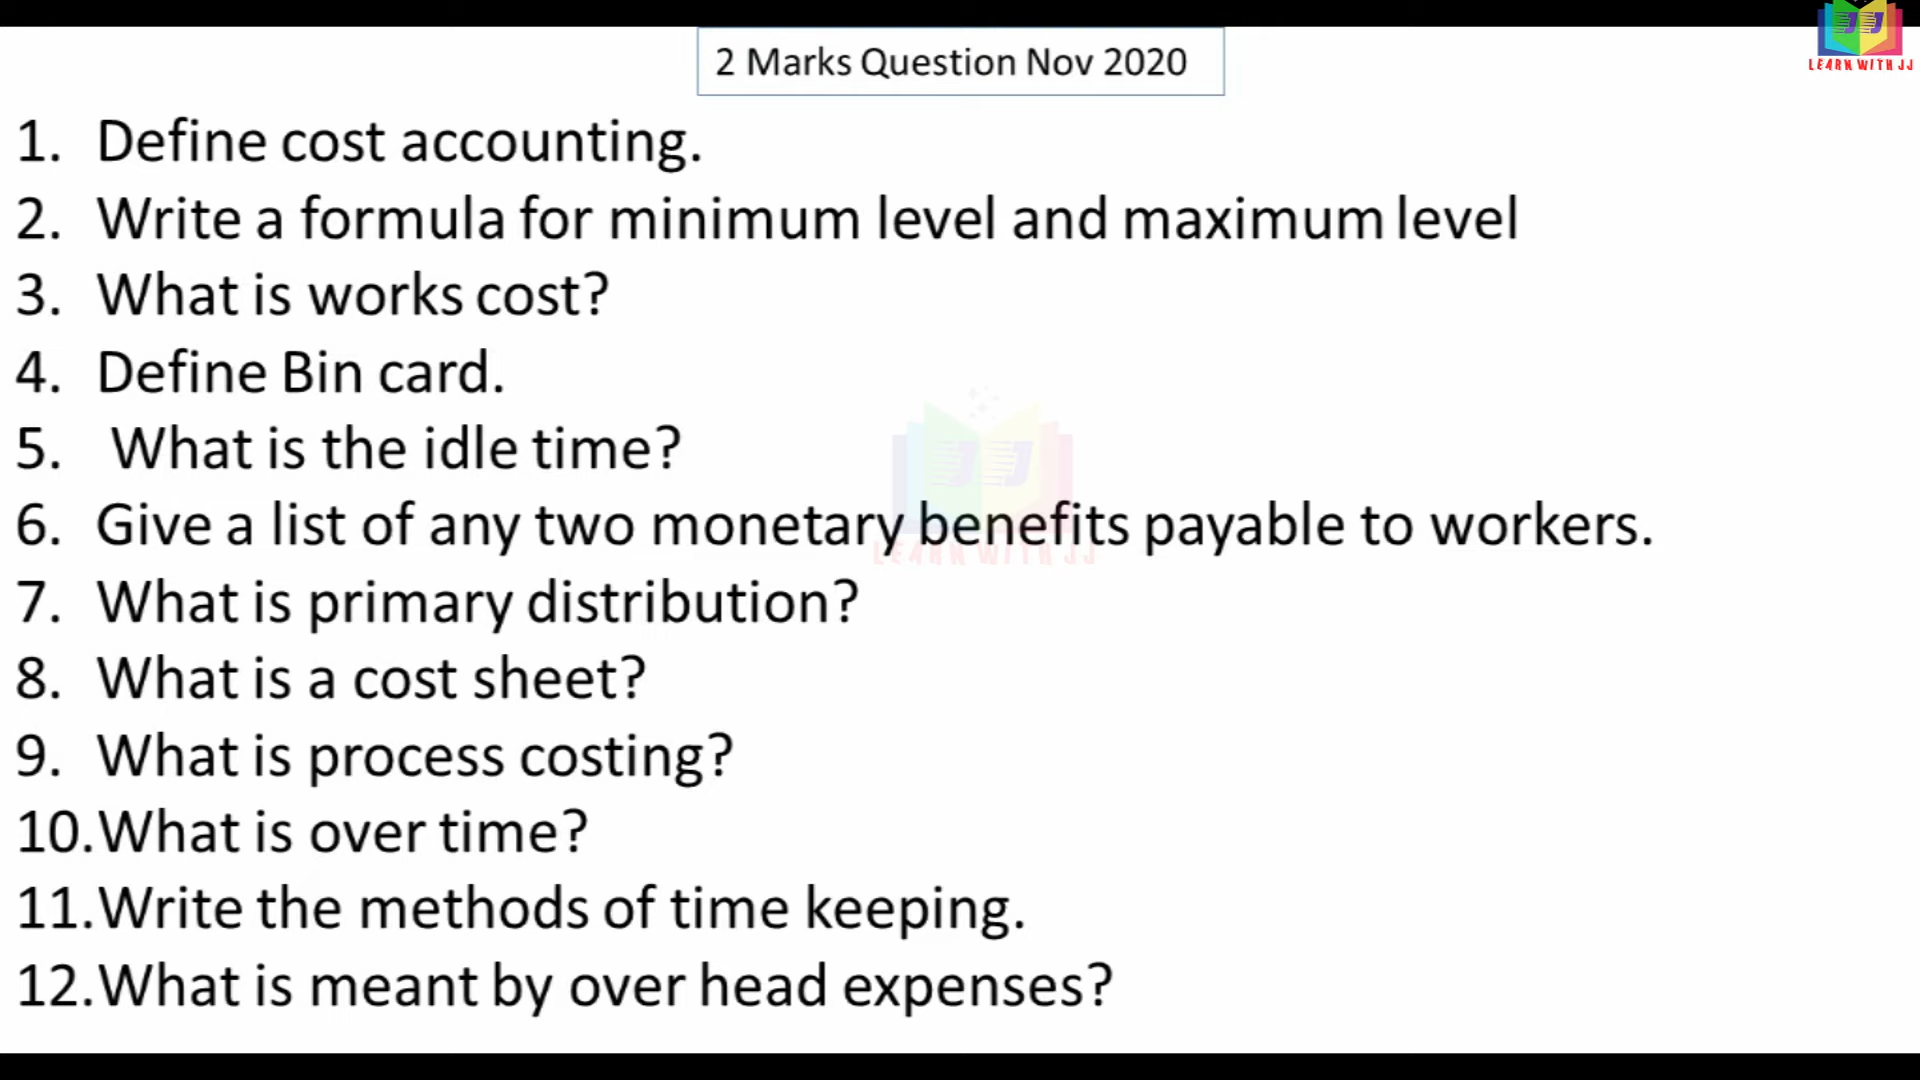 LEARN WITH JJ
2 Marks Question Nov 2020
1. Define cost accounting.
2. Write a formula for minimum level and maximum level
3. What is works cost?
4. Define Bin card.
5. What is the idle time?
6. Give a list of any two monetary benefits payable to workers.
LEARN WITH JJ
7. What is primary distribution?
8. What is a cost sheet?
9. What is process costing?
10.What is over time?
11.Write the methods of time keeping.
12.What is meant by over head expenses?